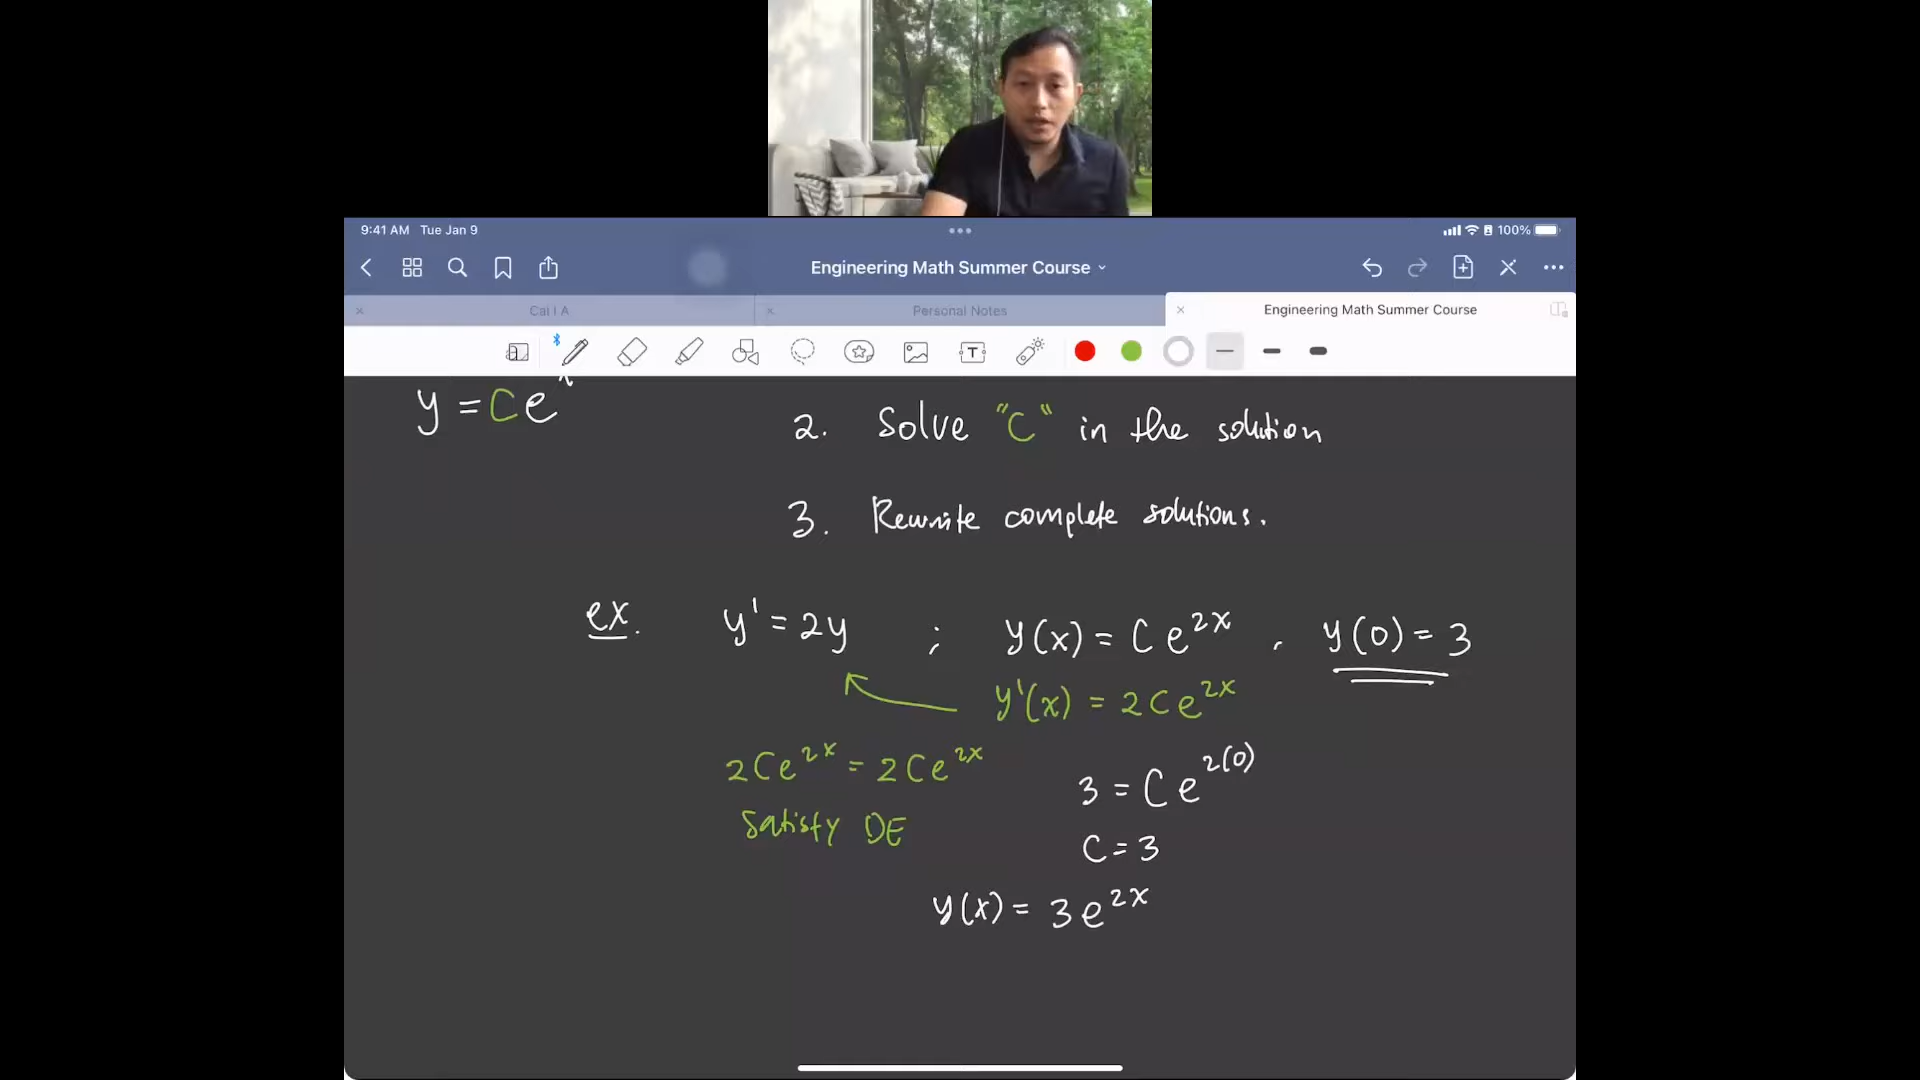 9:41 AM Tue Jan 9
100%
Engineering Math Summer Course
Cal I A
Personal Notes
Engineering Math Summer Course
y = Ce
2. Solve "C" in the solution
3. Rewrite complete solutions.
ex. y' = 2y ; y(x) = Ce^{2x} , y(0) = 3
y'(x) = 2Ce^{2x}
2Ce^{2x} = 2Ce^{2x}
Satisfy DE
3 = Ce^{2(0)}
C = 3
y(x) = 3e^{2x}